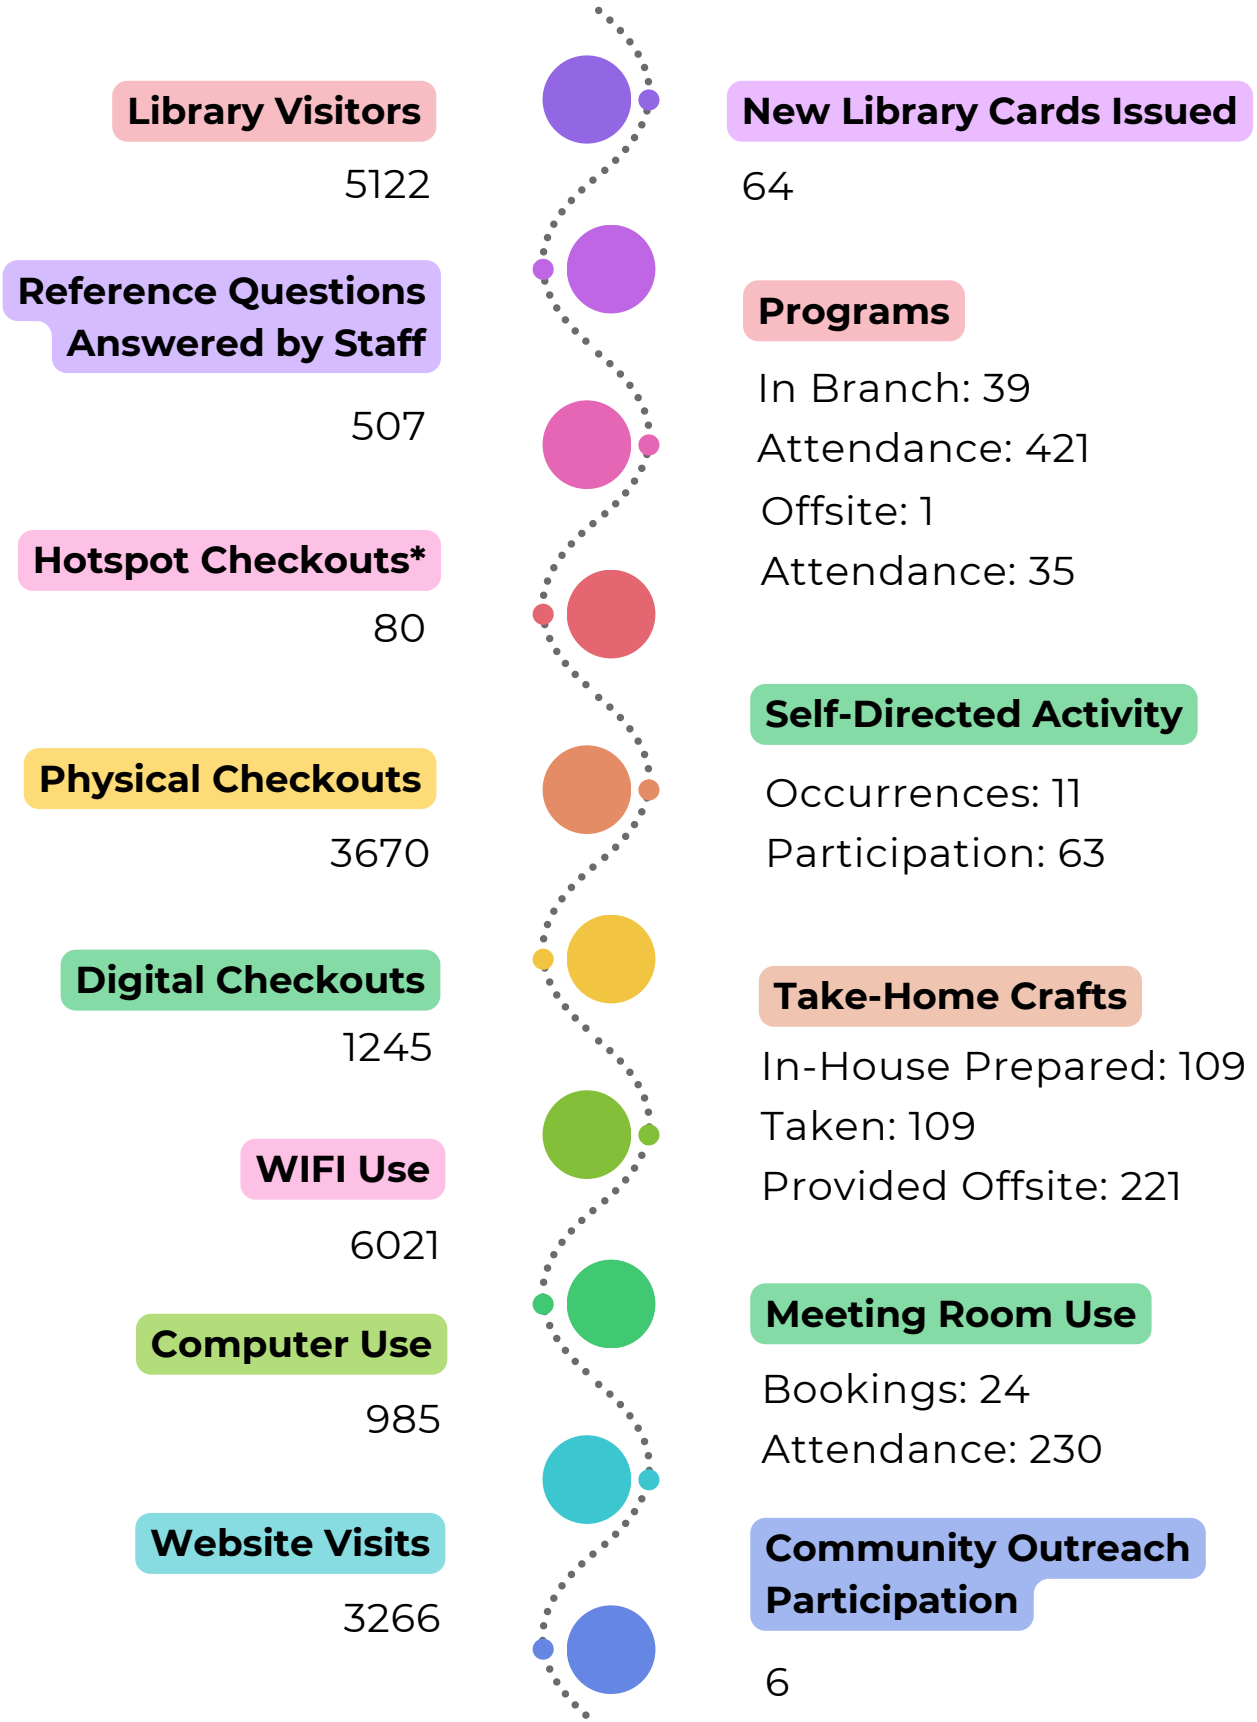 Library Visitors
5122
Reference Questions
Answered by Staff
507
Hotspot Checkouts*
80
Physical Checkouts
3670
Digital Checkouts
1245
WIFI Use
6021
Computer Use
985
Website Visits
3266
New Library Cards Issued
64
Programs
In Branch: 39
Attendance: 421
Offsite: 1
Attendance: 35
Self-Directed Activity
Occurrences: 11
Participation: 63
Take-Home Crafts
In-House Prepared: 109
Taken: 109
Provided Offsite: 221
Meeting Room Use
Bookings: 24
Attendance: 230
Community Outreach
Participation
6